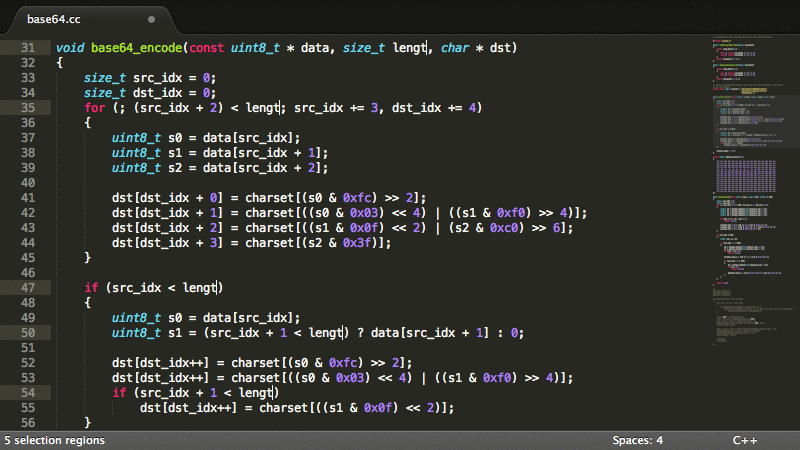 base64.cc
31 void base64_encode(const uint8_t * data, size_t lengt, char * dst)
32 {
33 size_t src_idx = 0;
34 size_t dst_idx = 0;
35 for (; (src_idx + 2) < lengt; src_idx += 3, dst_idx += 4)
36 {
37 uint8_t s0 = data[src_idx];
38 uint8_t s1 = data[src_idx + 1];
39 uint8_t s2 = data[src_idx + 2];
40
41 dst[dst_idx + 0] = charset[(s0 & 0xfc) >> 2];
42 dst[dst_idx + 1] = charset[((s0 & 0x03) << 4) | ((s1 & 0xf0) >> 4)];
43 dst[dst_idx + 2] = charset[((s1 & 0x0f) << 2) | (s2 & 0xc0) >> 6];
44 dst[dst_idx + 3] = charset[(s2 & 0x3f)];
45 }
46
47 if (src_idx < lengt)
48 {
49 uint8_t s0 = data[src_idx];
50 uint8_t s1 = (src_idx + 1 < lengt) ? data[src_idx + 1] : 0;
51
52 dst[dst_idx++] = charset[(s0 & 0xfc) >> 2];
53 dst[dst_idx++] = charset[((s0 & 0x03) << 4) | ((s1 & 0xf0) >> 4)];
54 if (src_idx + 1 < lengt)
55 dst[dst_idx++] = charset[((s1 & 0x0f) << 2)];
56 }
5 selection regions Spaces: 4 C++